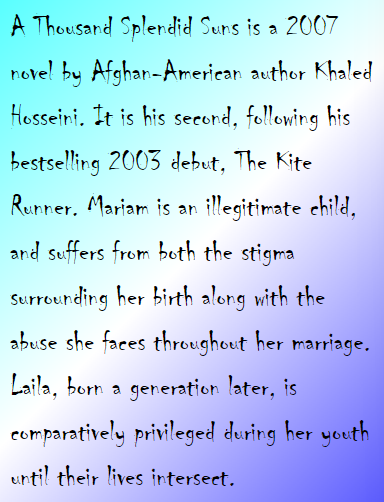 A Thousand Splendid Suns is a 2007
novel by Afghan-American author Khaled
Hosseini. It is his second, following his
bestselling 2003 debut, The Kite
Runner. Mariam is an illegitimate child,
and suffers from both the stigma
surrounding her birth along with the
abuse she faces throughout her marriage.
Laila, born a generation later, is
comparatively privileged during her youth
until their lives intersect.